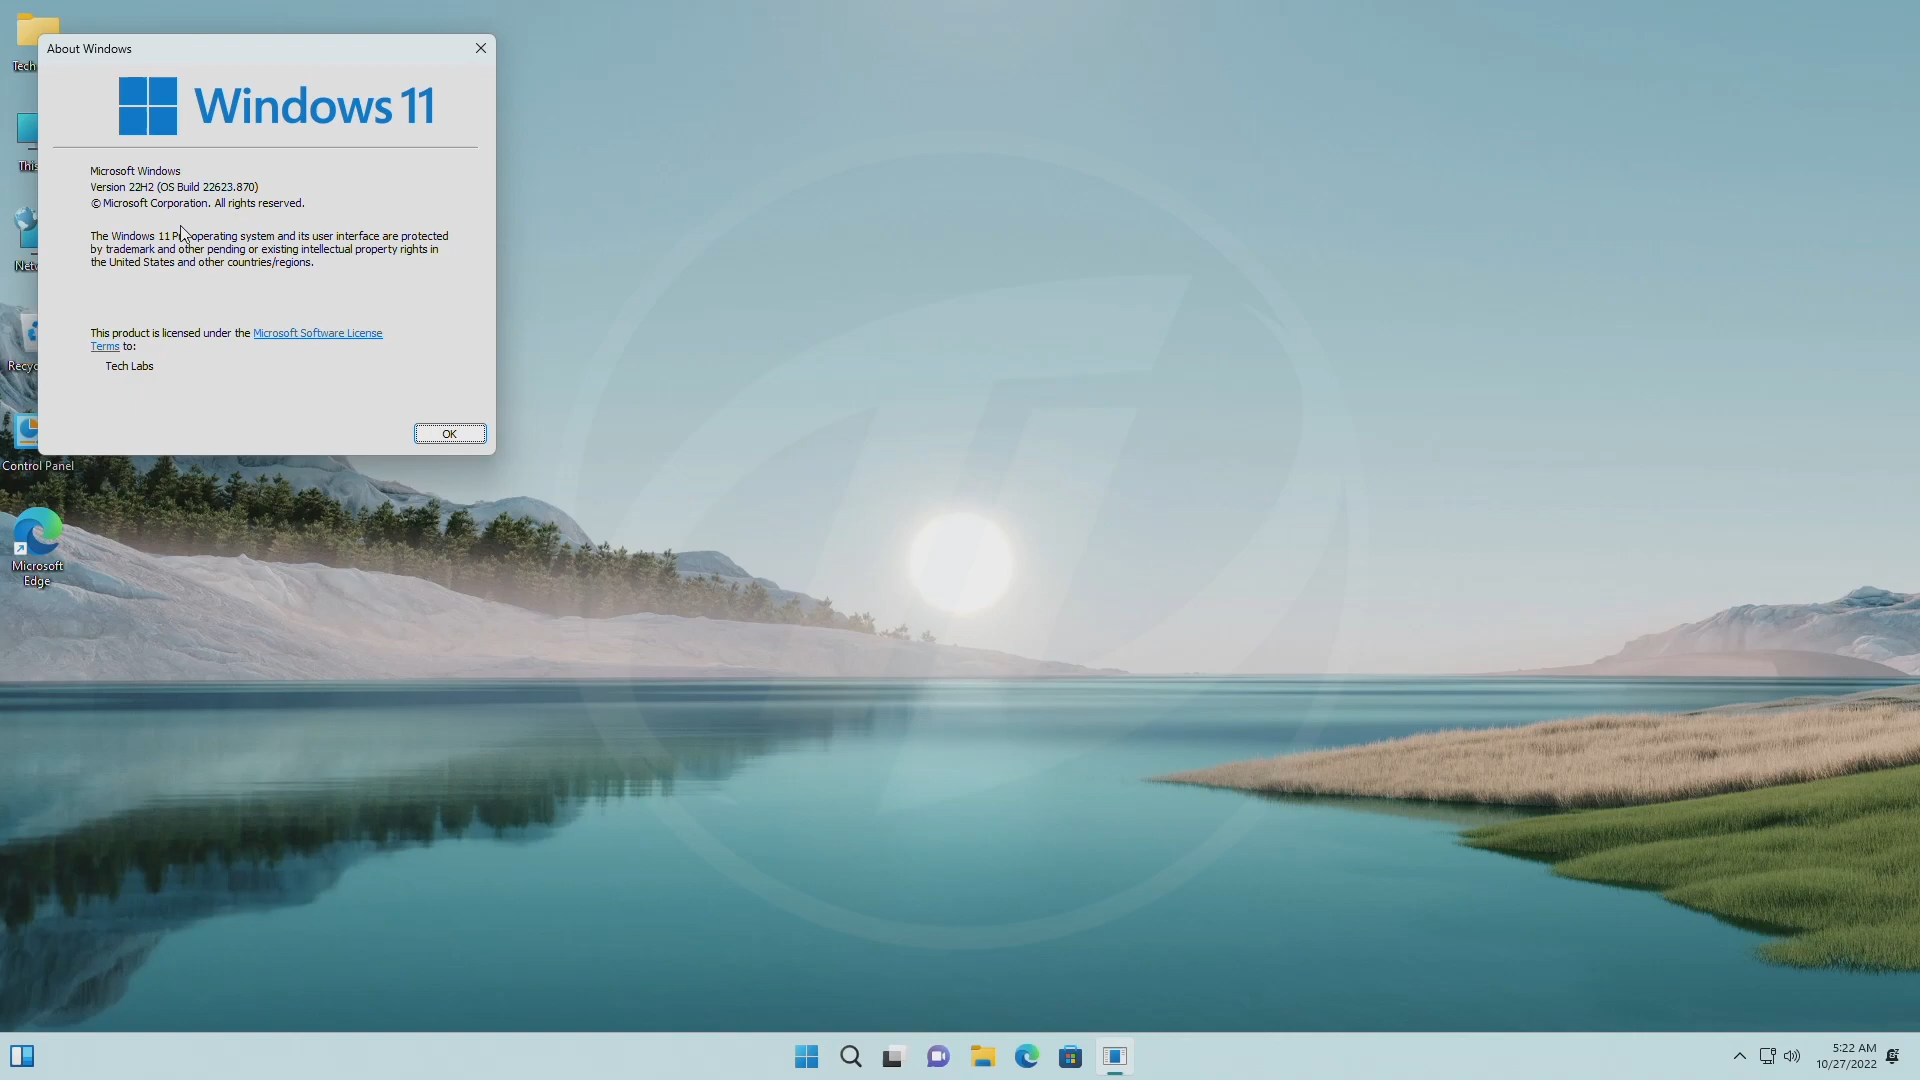 About Windows
Windows 11
Microsoft Windows
Version 22H2 (OS Build 22623.870)
© Microsoft Corporation. All rights reserved.
The Windows 11 operating system and its user interface are protected
by trademark and other pending or existing intellectual property rights in
the United States and other countries/regions.
This product is licensed under the Microsoft Software License
Terms to:
Tech Labs
OK
Tech
This
Netw
Recyc
Control Panel
Microsoft
Edge
5:22 AM
10/27/2022